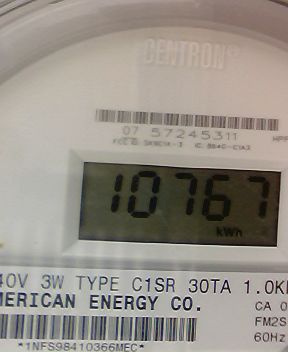 CENTRON®
07 57245311
10767
kWh
40V 3W TYPE C1SR 30TA 1.0K
MERICAN ENERGY CO.
CA 0
FM2S
60Hz
*1NFS98410366MEC*